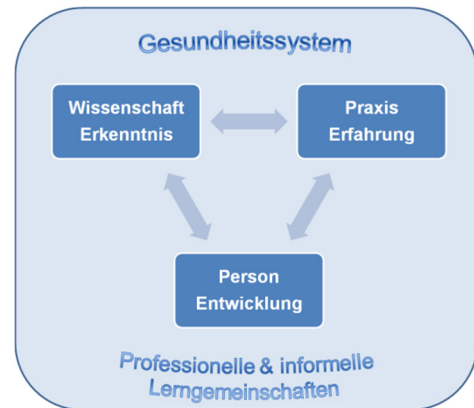 Gesundheitssystem
Wissenschaft
Erkenntnis
Praxis
Erfahrung
Person
Entwicklung
Professionelle & informelle
Lerngemeinschaften